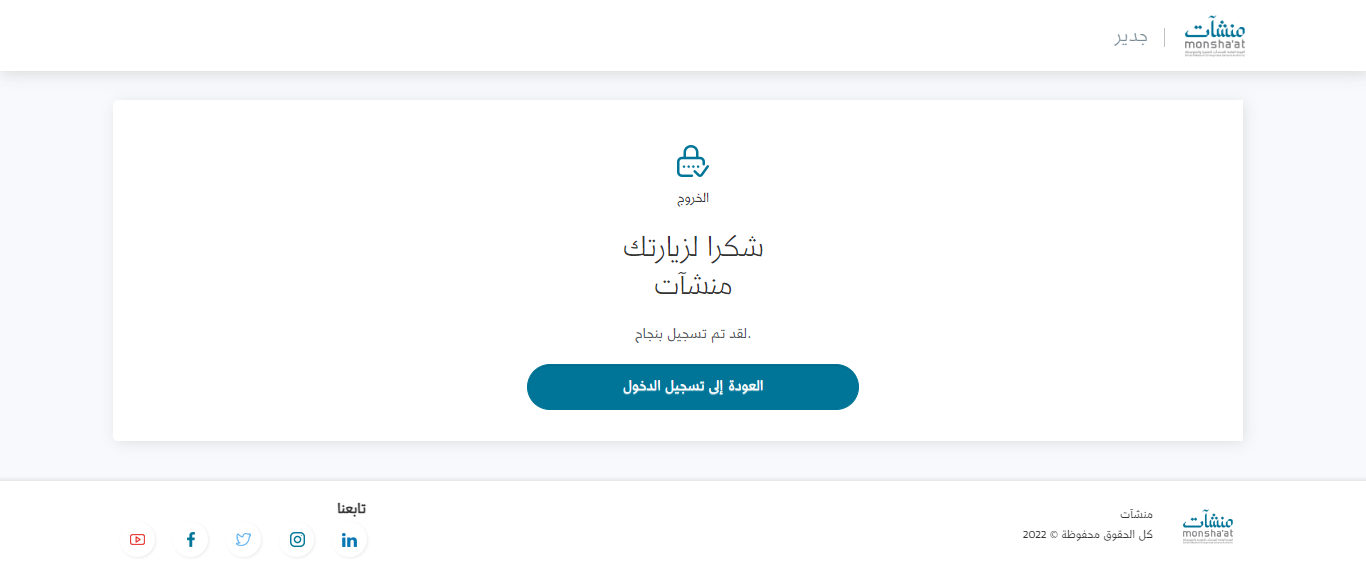 منشآت
monsha'at
جدير
الخروج
شكرا لزيارتك
منشآت
لقد تم تسجيل بنجاح.
العودة إلى تسجيل الدخول
منشآت
monsha'at
منشآت
كل الحقوق محفوظة © 2022
تابعنا